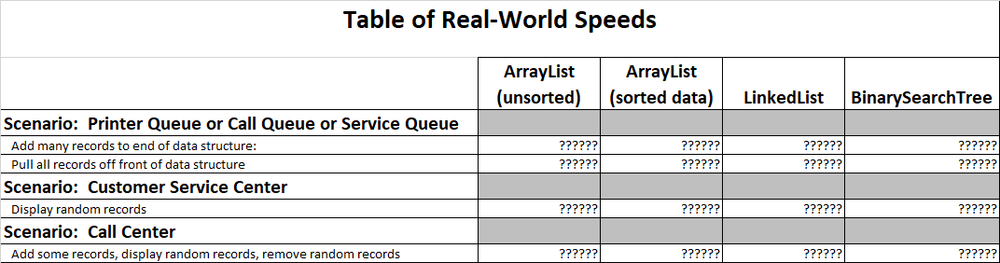 Table of Real-World Speeds
ArrayList (unsorted) ArrayList (sorted data) LinkedList BinarySearchTree
Scenario:  Printer Queue or Call Queue or Service Queue
Add many records to end of data structure: ?????? ?????? ?????? ??????
Pull all records off front of data structure ?????? ?????? ?????? ??????
Scenario:  Customer Service Center
Display random records ?????? ?????? ?????? ??????
Scenario:  Call Center
Add some records, display random records, remove random records ?????? ?????? ?????? ??????